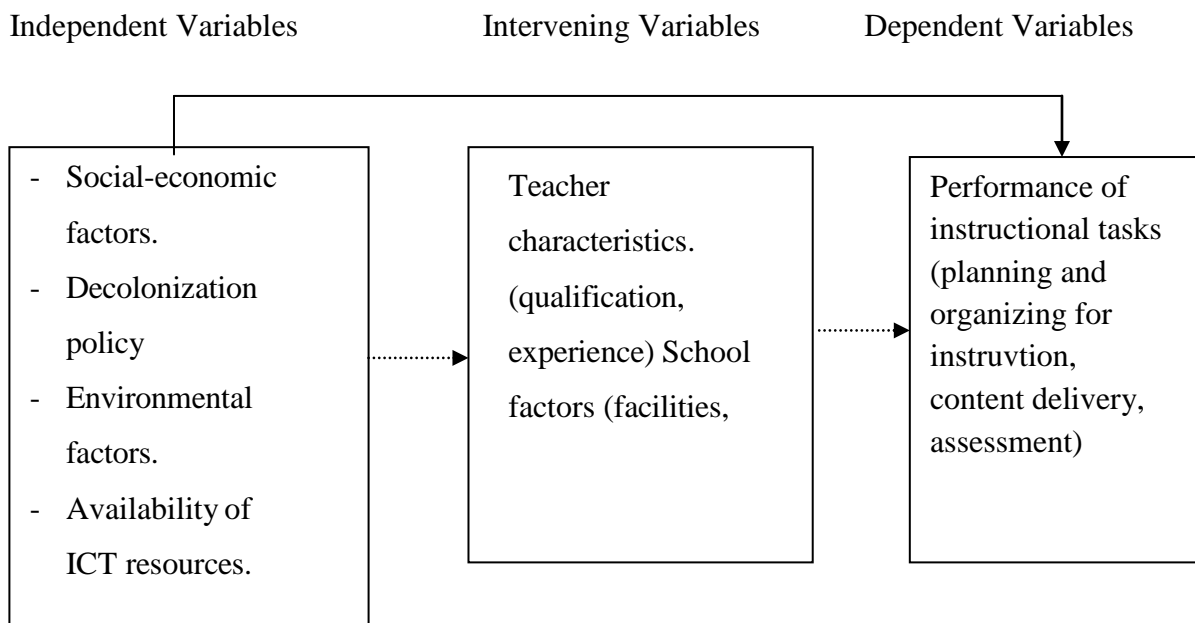 Independent Variables
Intervening Variables
Dependent Variables
- Social-economic
factors.
- Decolonization
policy
- Environmental
factors.
- Availability of
ICT resources.
Teacher
characteristics.
(qualification,
experience) School
factors (facilities,
Performance of
instructional tasks
(planning and
organizing for
instruvtion,
content delivery,
assessment)